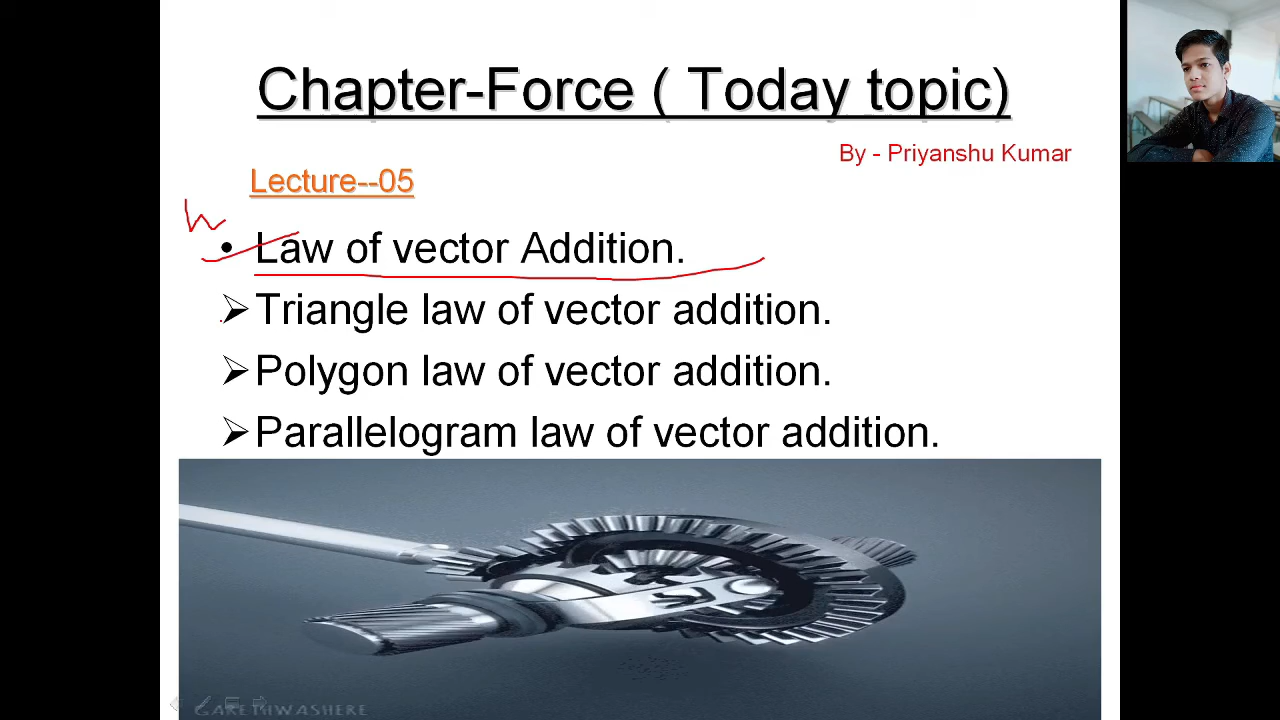 Chapter-Force ( Today topic)
By - Priyanshu Kumar
Lecture--05
• Law of vector Addition.
➢ Triangle law of vector addition.
➢ Polygon law of vector addition.
➢ Parallelogram law of vector addition.
GARETHWASHERE